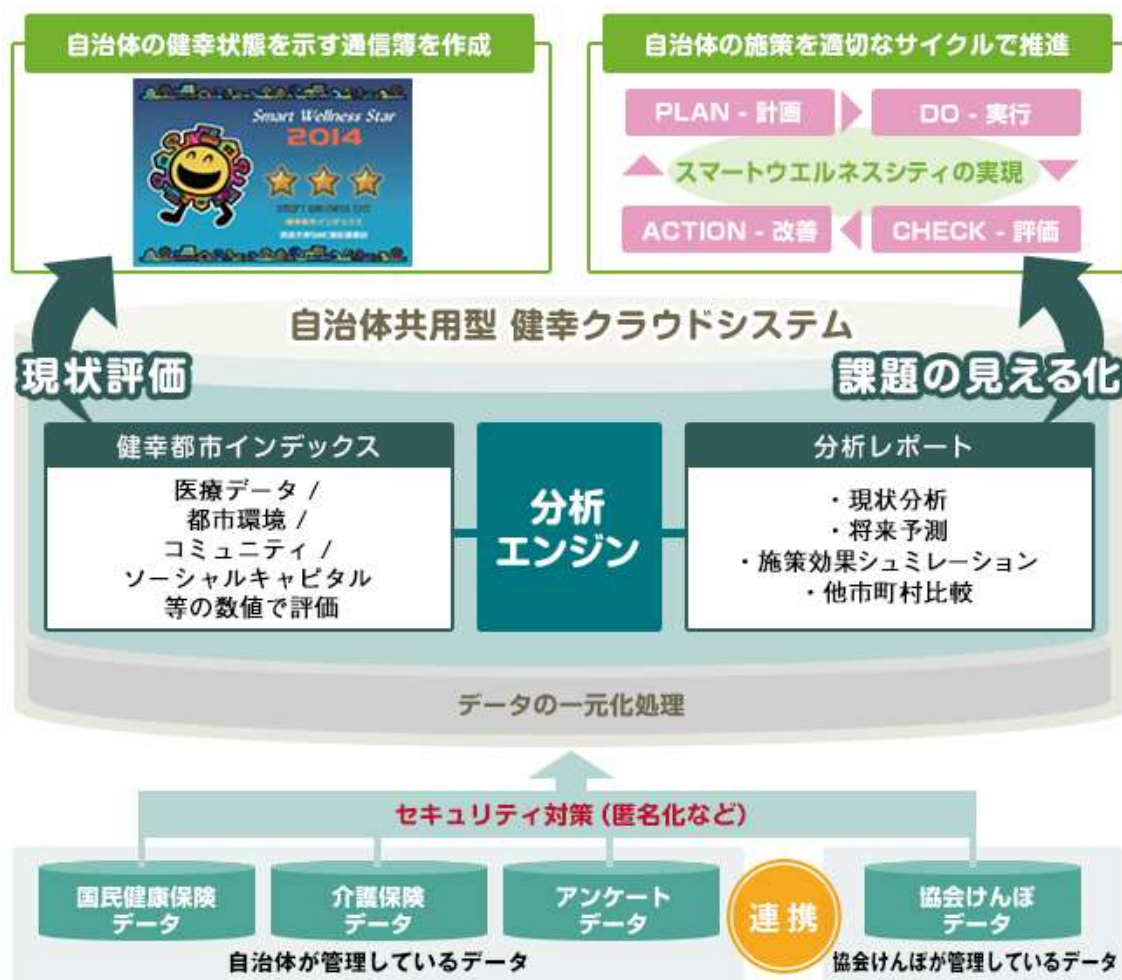 自治体の健幸状態を示す通信簿を作成
Smart Wellness Star
2014
SMART WELLNESS CITY
健幸都市インデックス
自治体の施策を適切なサイクルで推進
PLAN - 計画
DO - 実行
スマートウエルネスシティの実現
ACTION - 改善
CHECK - 評価
自治体共用型 健幸クラウドシステム
現状評価
課題の見える化
健幸都市インデックス
医療データ /
都市環境 /
コミュニティ /
ソーシャルキャピタル
等の数値で評価
分析
エンジン
分析レポート
・現状分析
・将来予測
・施策効果シュミレーション
・他市町村比較
データの一元化処理
セキュリティ対策(匿名化など)
国民健康保険
データ
介護保険
データ
アンケート
データ
連携
協会けんぽ
データ
自治体が管理しているデータ
協会けんぽが管理しているデータ